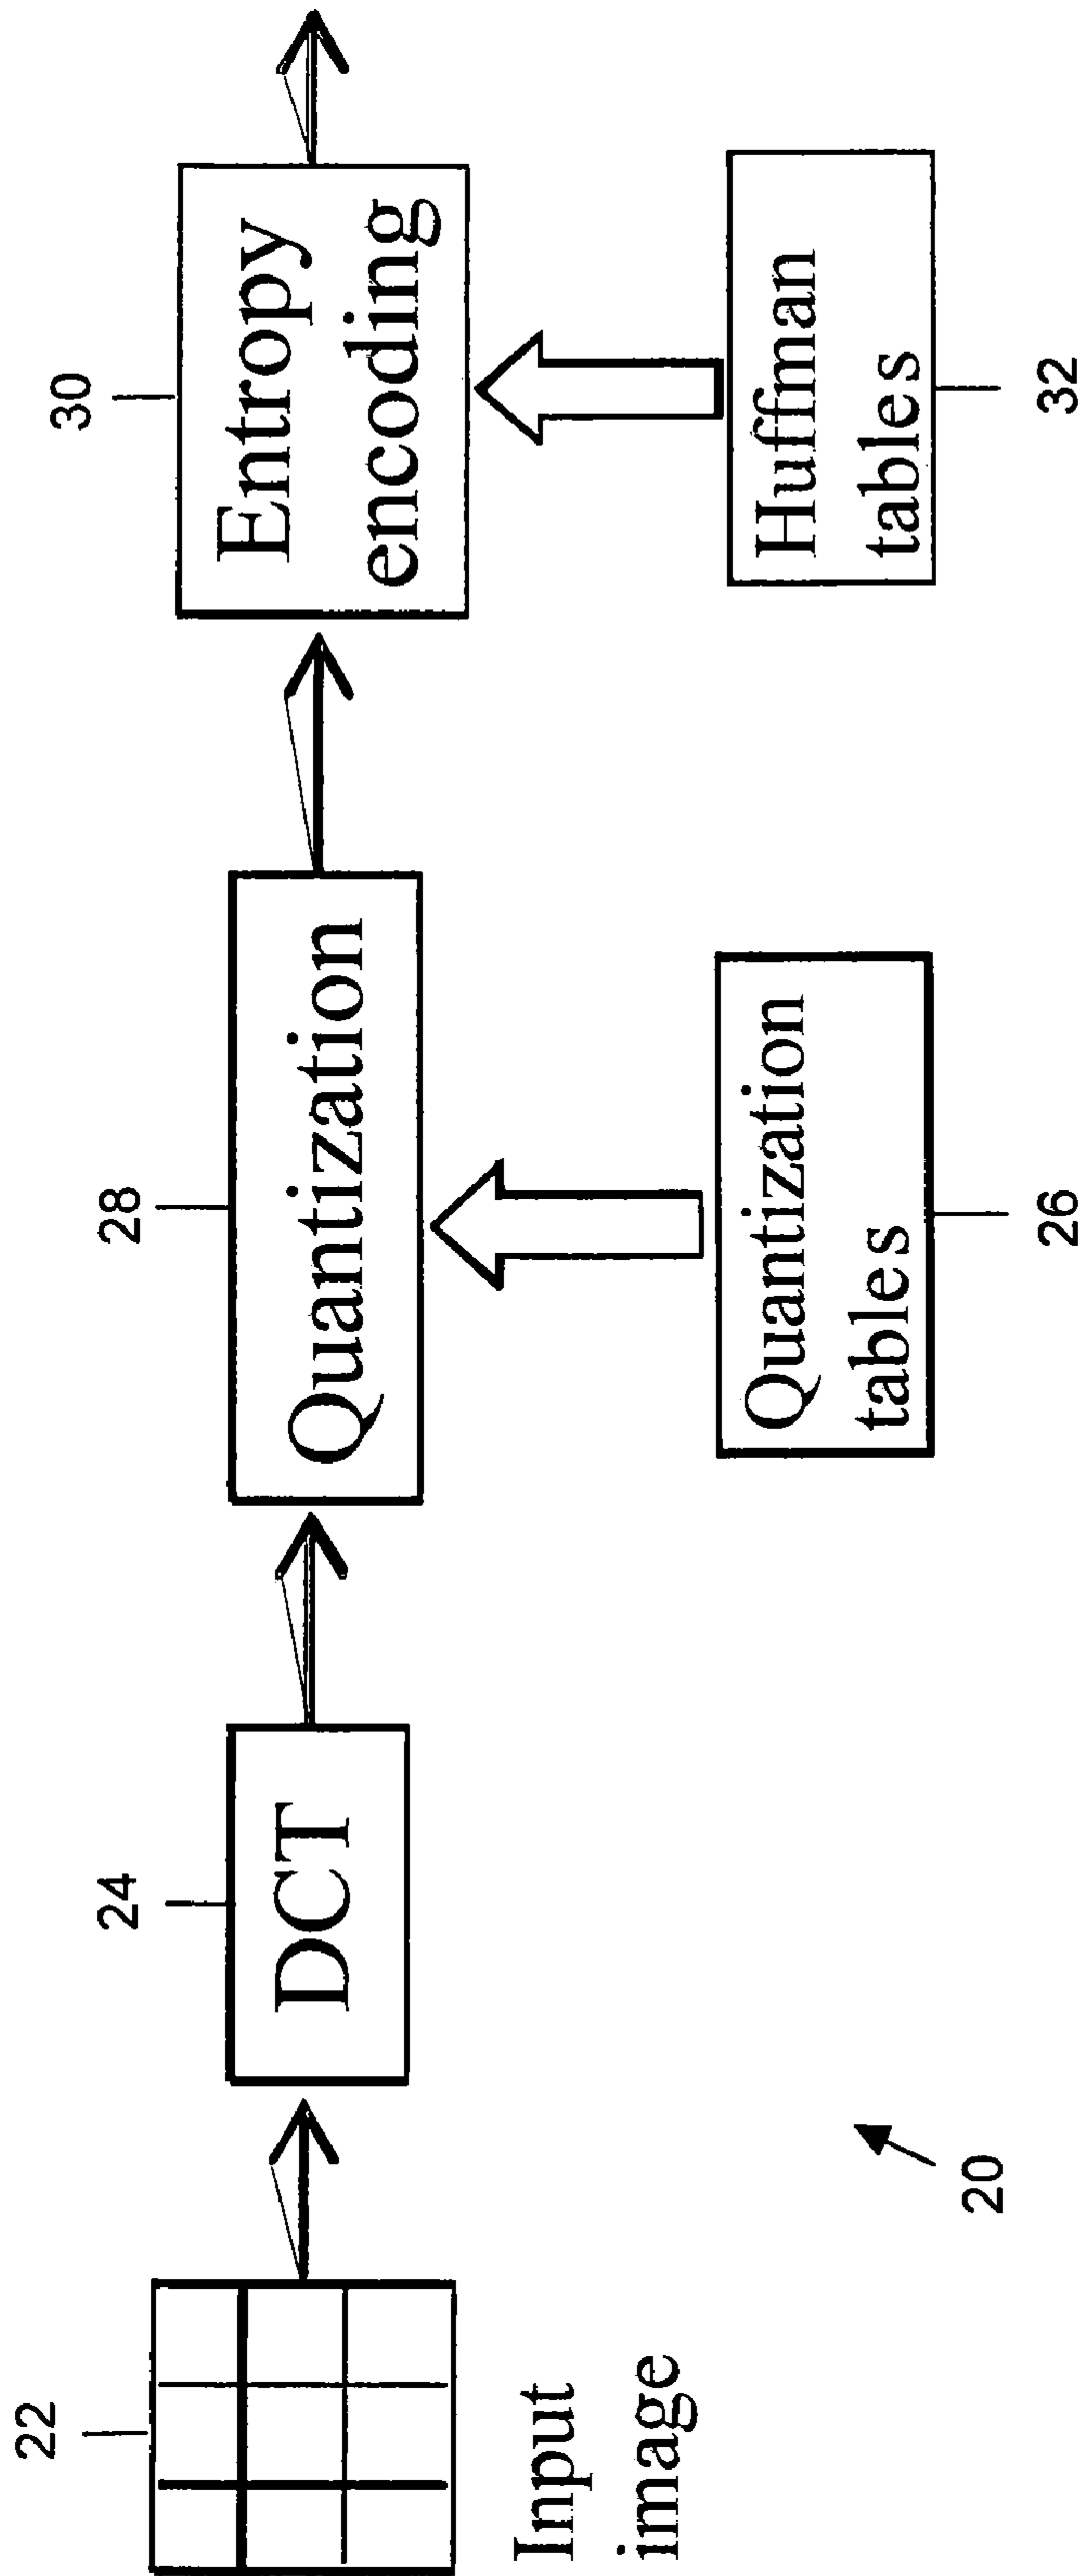 22
24
28
30
DCT
Quantization
Entropy
encoding
Input
image
Quantization
tables
Huffman
tables
20
26
32